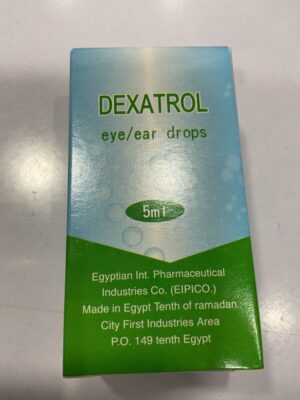 DEXATROL
eye/ear drops
5ml
Egyptian Int. Pharmaceutical
Industries Co. (EIPICO.)
Made in Egypt Tenth of ramadan
City First Industries Area
P.O. 149 tenth Egypt